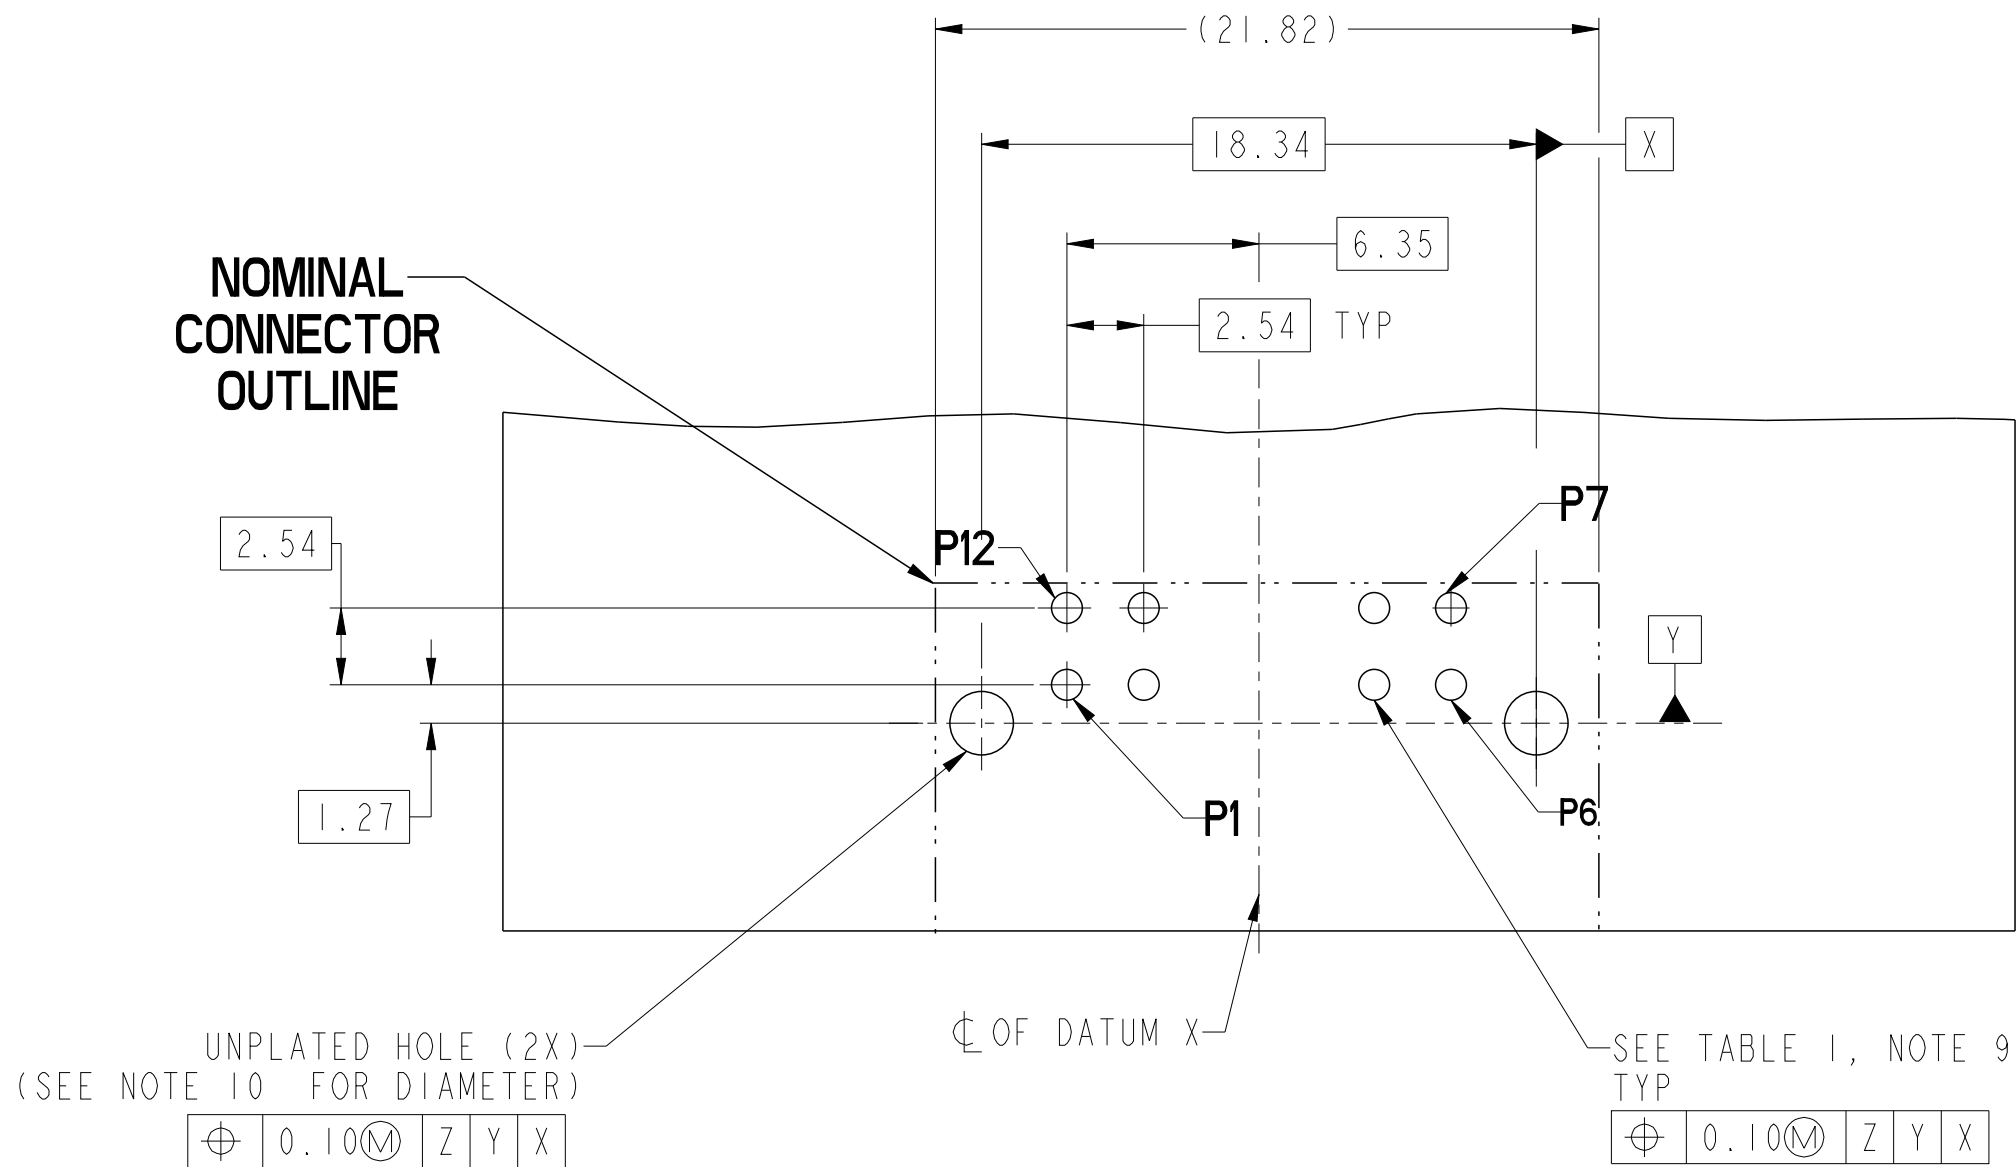 (21.82)
18.34
X
6.35
2.54 TYP
NOMINAL
CONNECTOR
OUTLINE
P7
2.54
P12
Y
1.27
P1
P6
℄ OF DATUM X
UNPLATED HOLE (2X)
(SEE NOTE 10 FOR DIAMETER)
⌖ 0.10Ⓜ Z Y X
SEE TABLE 1, NOTE 9
TYP
⌖ 0.10Ⓜ Z Y X